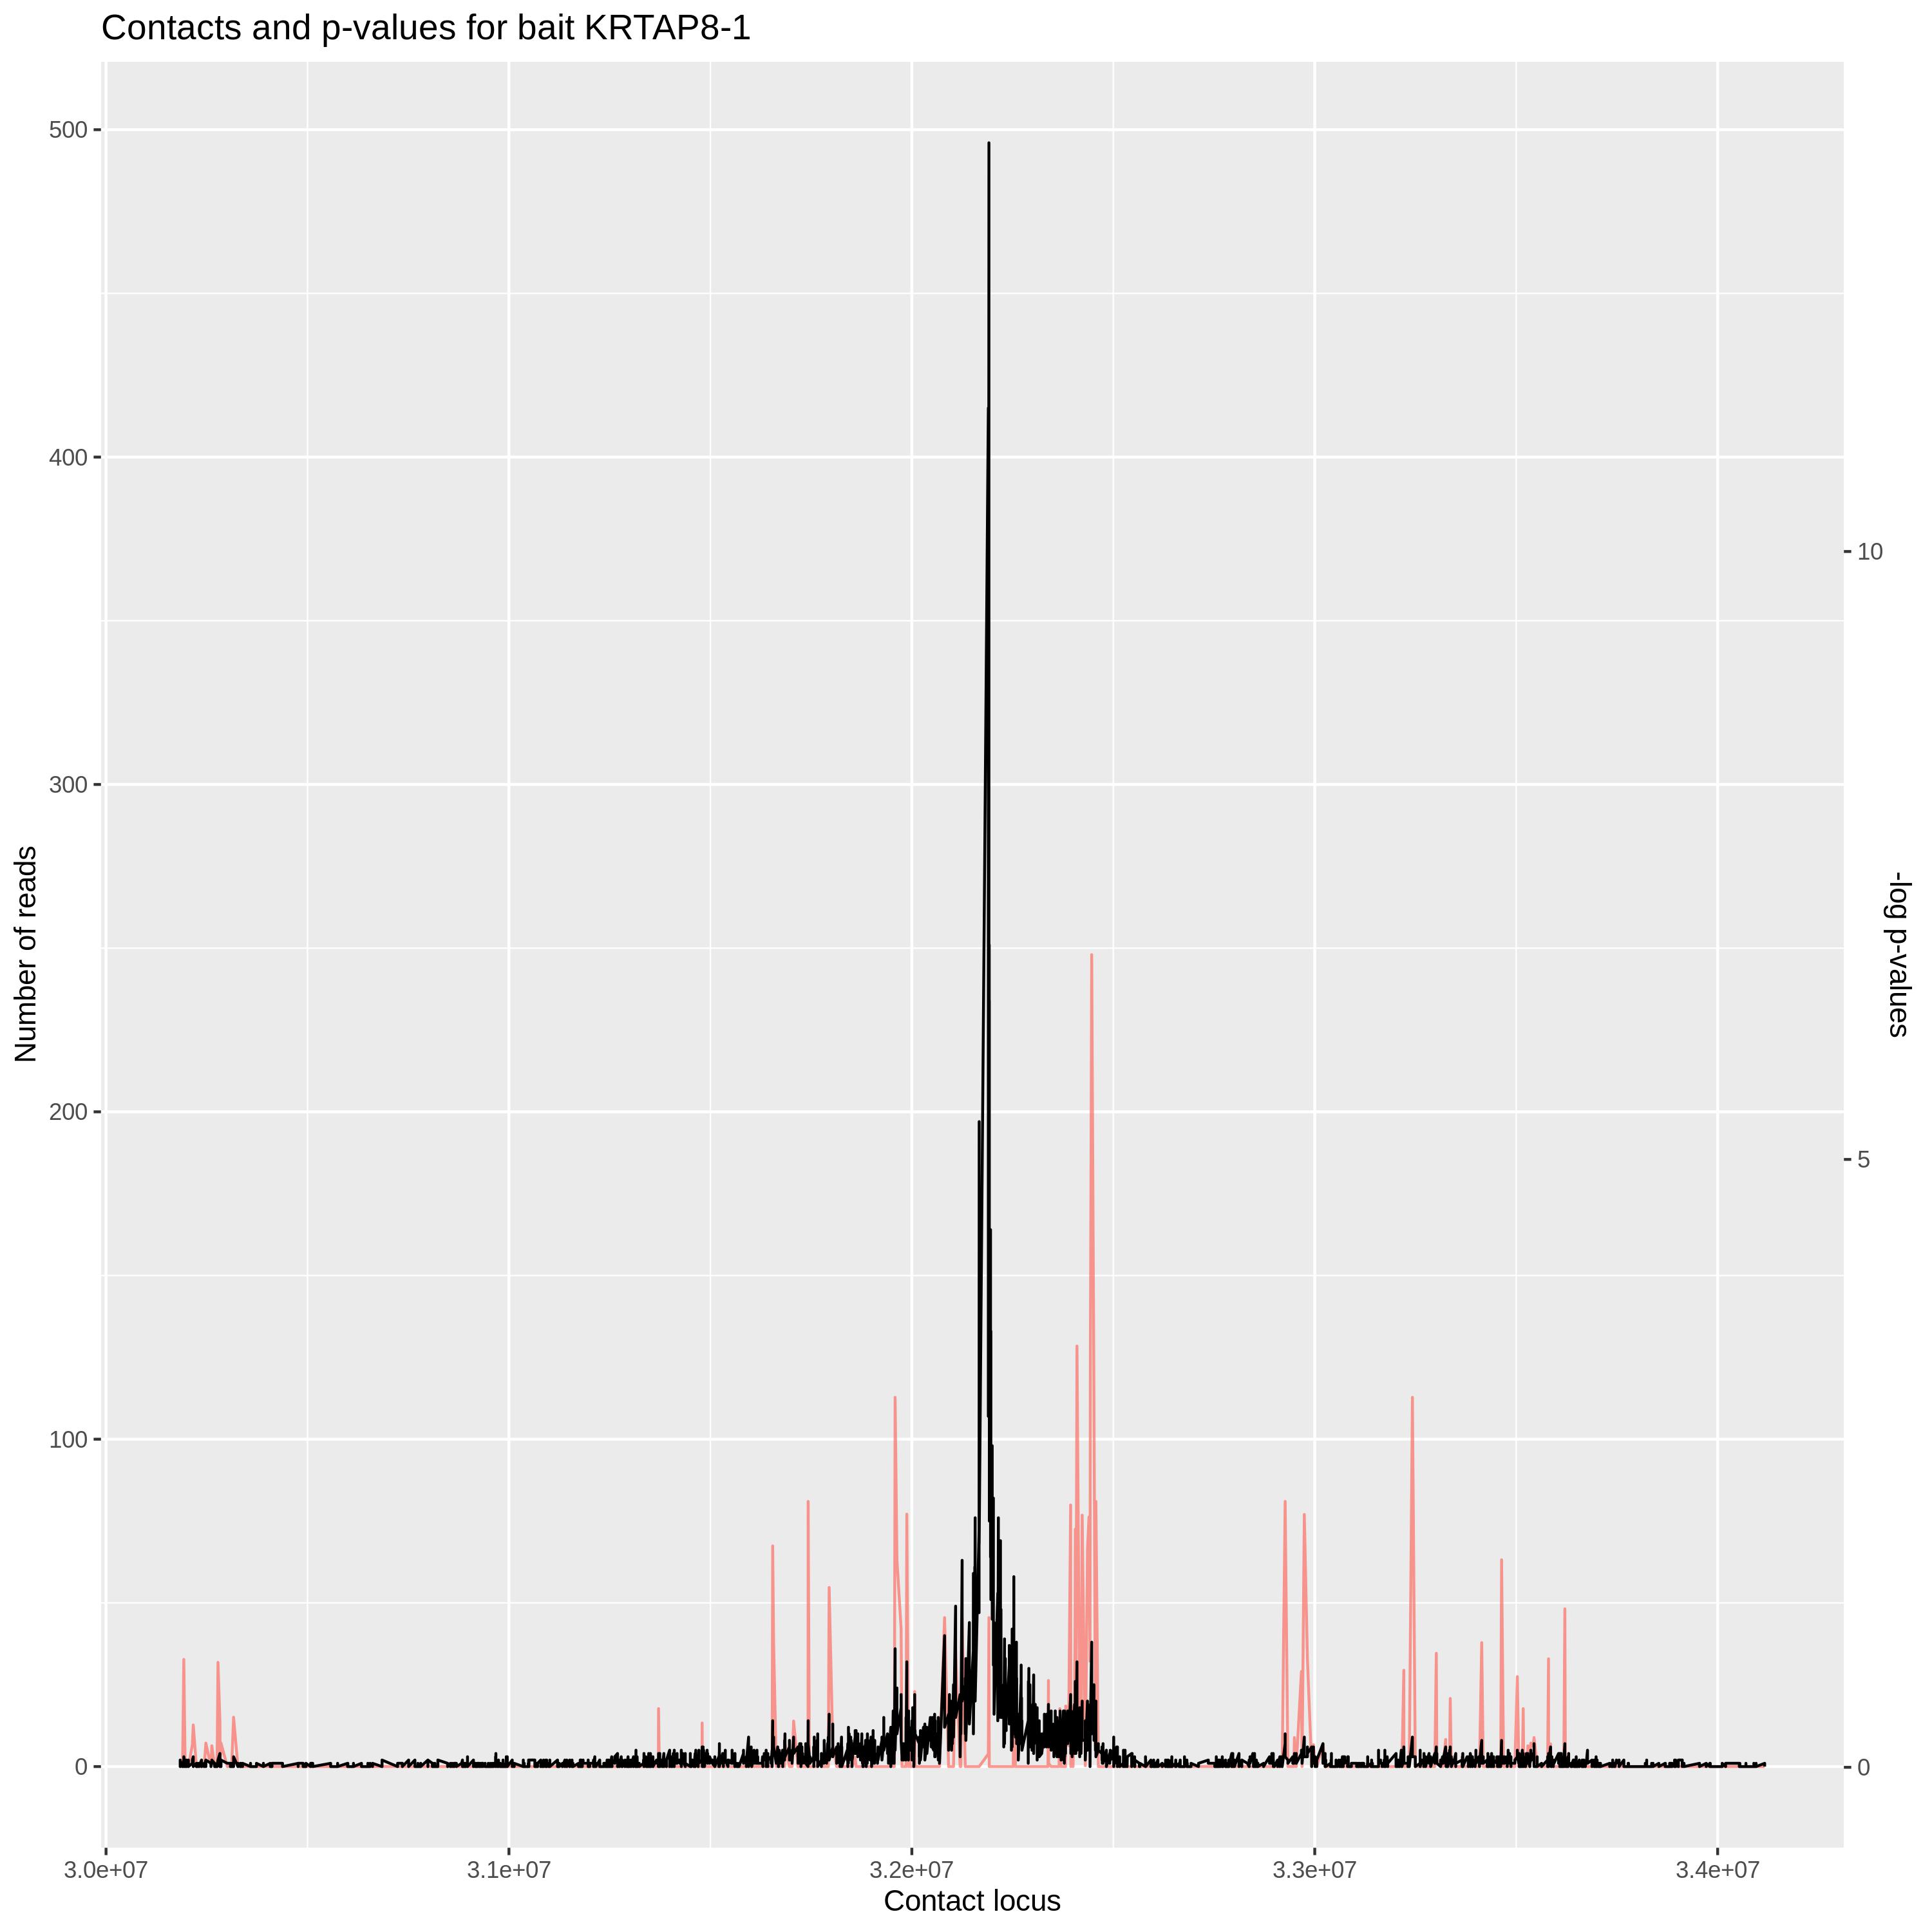 Contacts and p-values for bait KRTAP8-1
500
400
300
200
100
0
Number of reads
10
5
0
-log p-values
3.0e+07
3.1e+07
3.2e+07
3.3e+07
3.4e+07
Contact locus